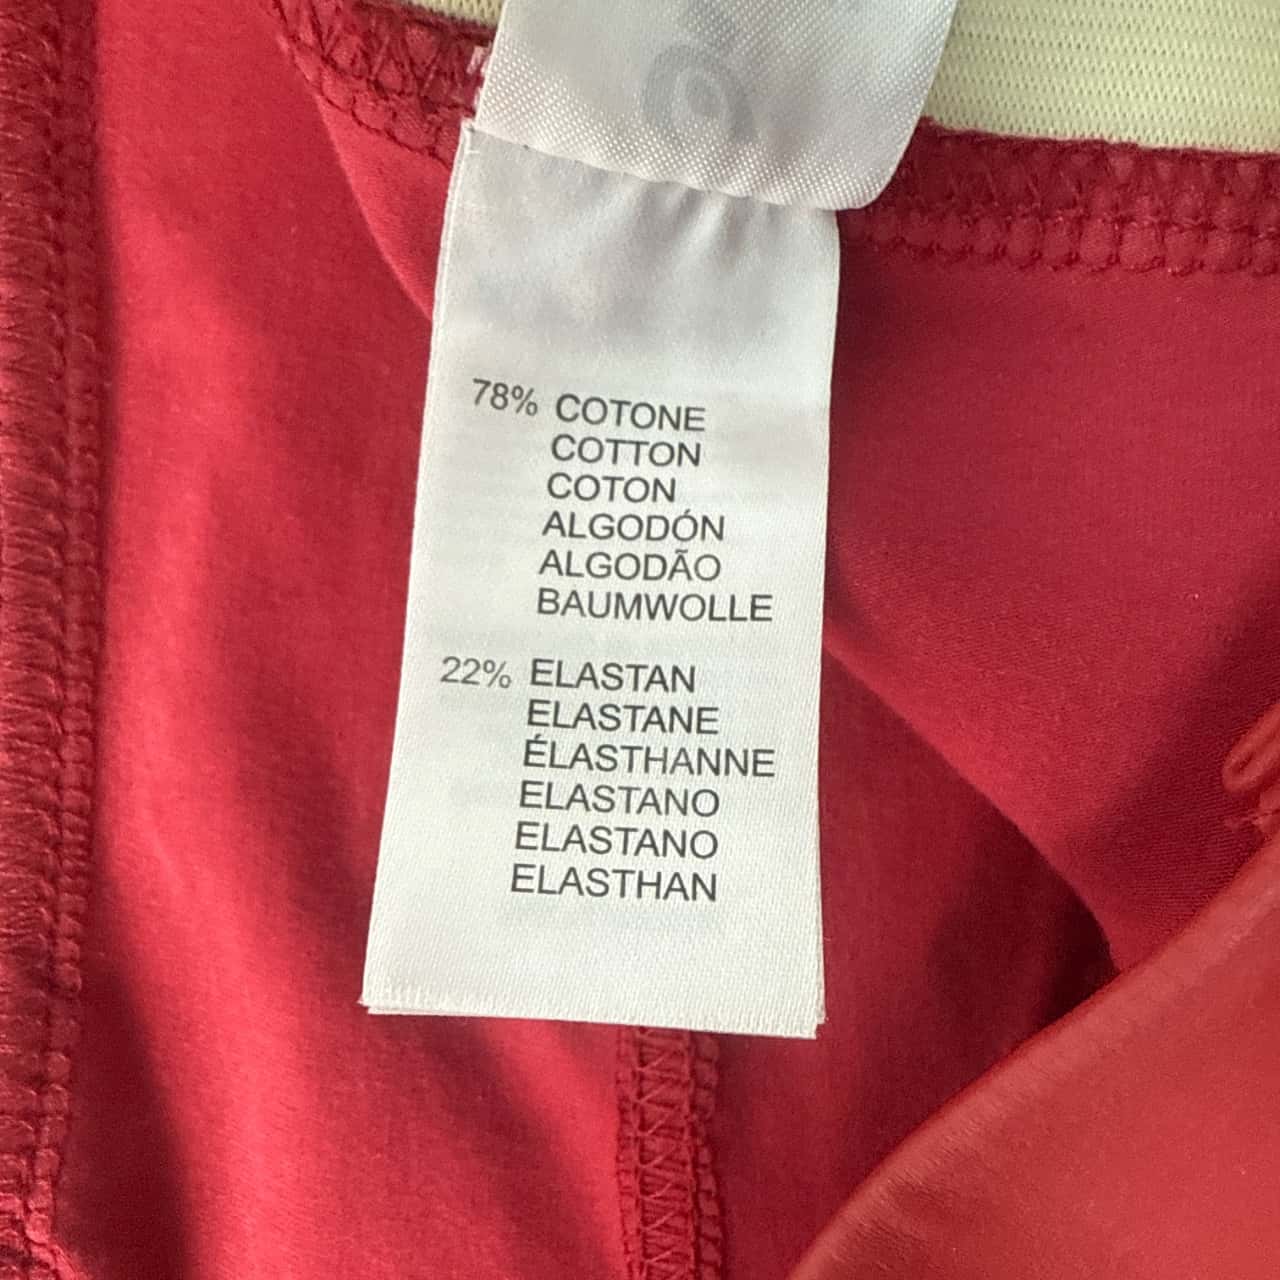 78% COTONE
COTTON
COTON
ALGODÓN
ALGODÃO
BAUMWOLLE
22% ELASTAN
ELASTANE
ÉLASTHANNE
ELASTANO
ELASTANO
ELASTHAN